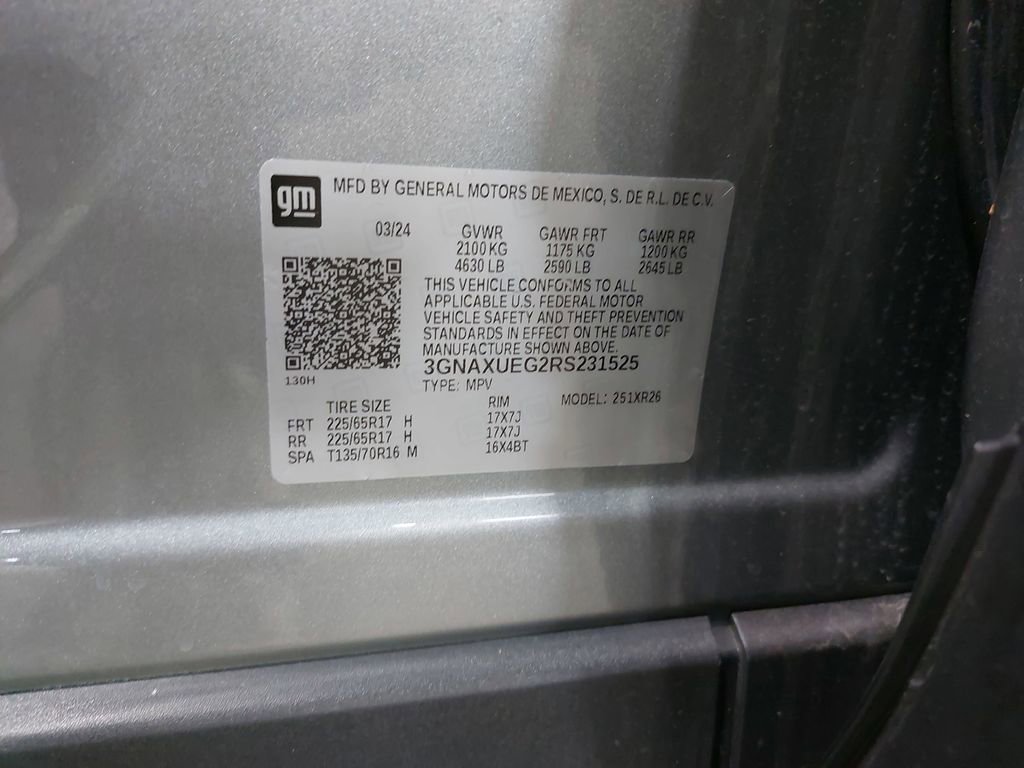 gm
MFD BY GENERAL MOTORS DE MEXICO, S. DE R.L. DE C.V.
03/24 GVWR GAWR FRT GAWR RR
2100 KG 1175 KG 1200 KG
4630 LB 2590 LB 2645 LB
THIS VEHICLE CONFORMS TO ALL
APPLICABLE U.S. FEDERAL MOTOR
VEHICLE SAFETY AND THEFT PREVENTION
STANDARDS IN EFFECT ON THE DATE OF
MANUFACTURE SHOWN ABOVE.
3GNAXUEG2RS231525
130H
TYPE: MPV
TIRE SIZE RIM MODEL: 251XR26
FRT 225/65R17 H 17X7J
RR 225/65R17 H 17X7J
SPA T135/70R16 M 16X4BT